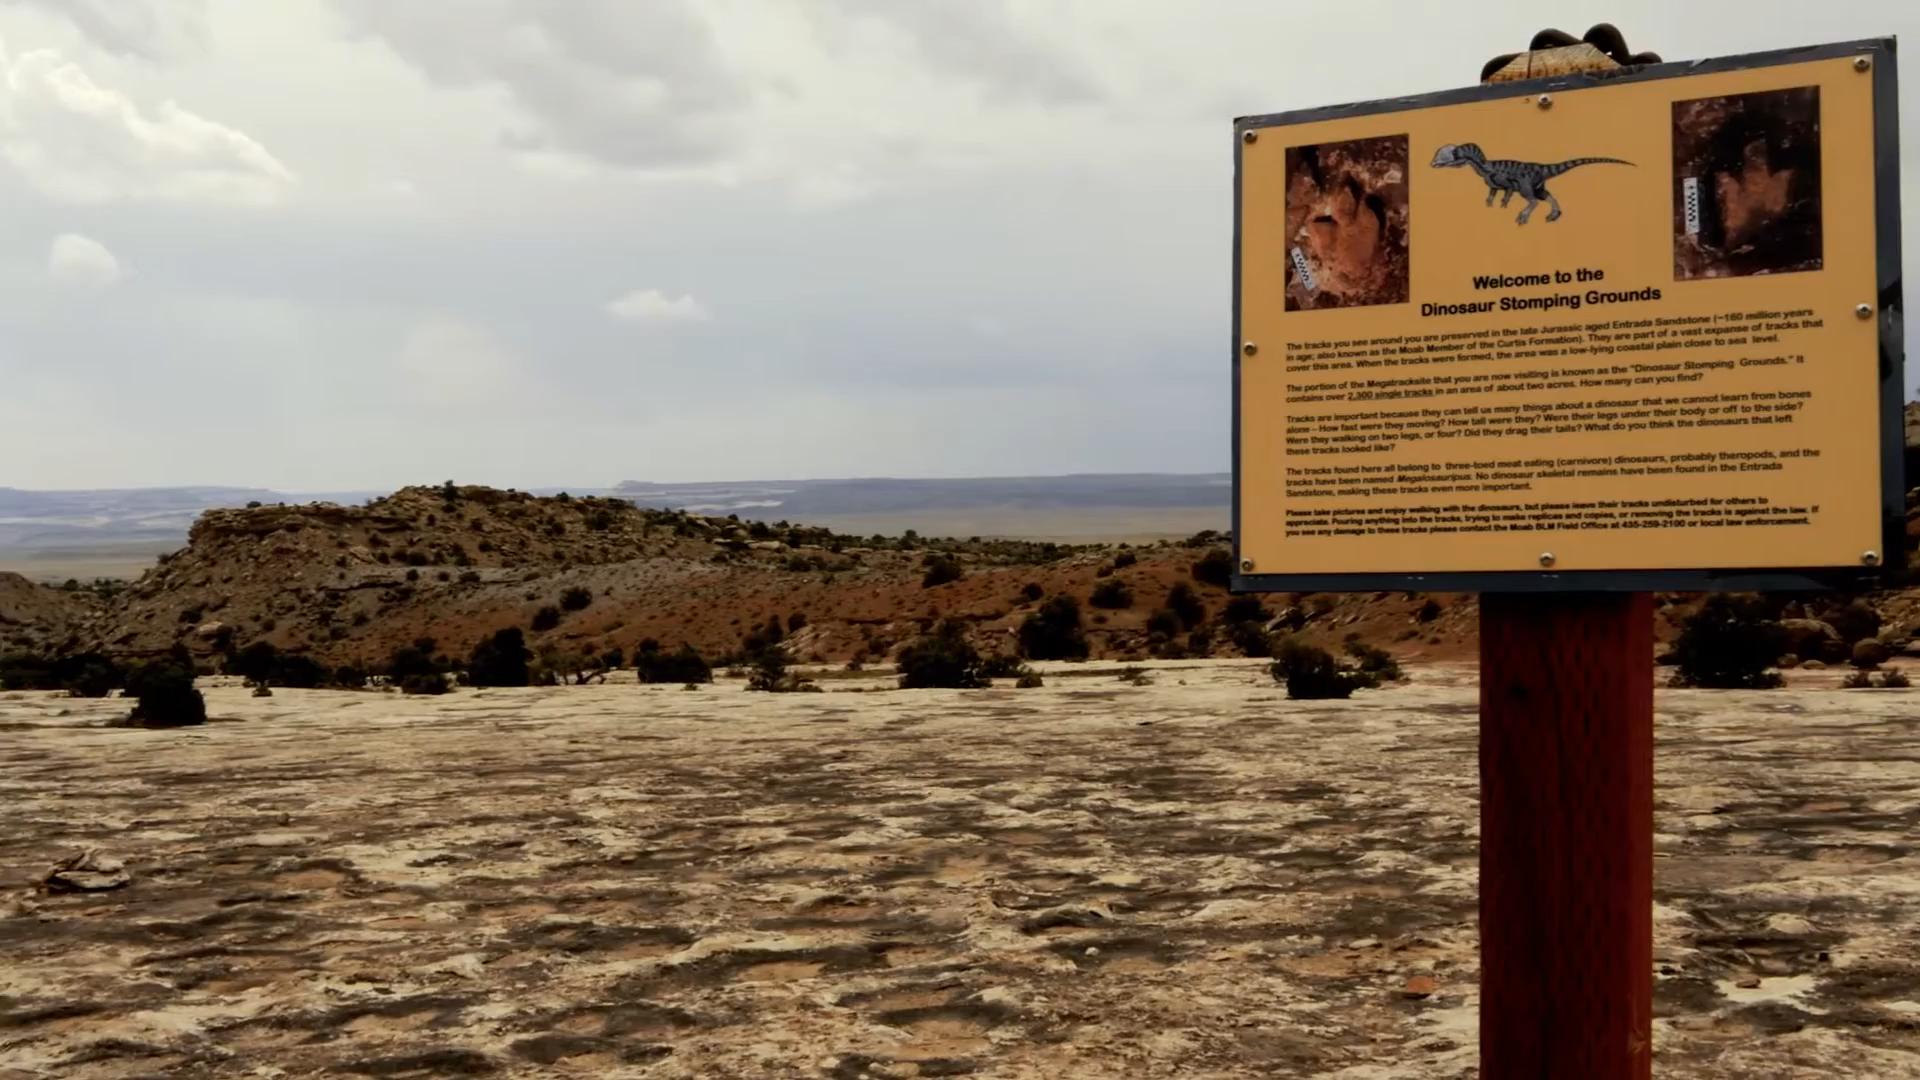 Welcome to the
Dinosaur Stomping Grounds
The tracks you see around you are preserved in the late Jurassic aged Entrada Sandstone (~160 million years
in age; also known as the Moab Member of the Curtis Formation). They are part of a vast expanse of tracks that
cover this area. When the tracks were formed, the area was a low-lying coastal plain close to sea level.
The portion of the Megatracksite that you are now visiting is known as the "Dinosaur Stomping Grounds." It
contains over 2,300 single tracks in an area of about two acres. How many can you find?
Tracks are important because they can tell us many things about a dinosaur that we cannot learn from bones
alone – How fast were they moving? How tall were they? Were their legs under their body or off to the side?
Were they walking on two legs, or four? Did they drag their tails? What do you think the dinosaurs that left
these tracks looked like?
The tracks found here all belong to three-toed meat eating (carnivore) dinosaurs, probably theropods, and the
tracks have been named Megalosauripus. No dinosaur skeletal remains have been found in the Entrada
Sandstone, making these tracks even more important.
Please take pictures and enjoy walking with the dinosaurs, but please leave their tracks undisturbed for others to
appreciate. Pouring anything into the tracks, trying to make replicas and copies, or removing the tracks is against the law. If
you see any damage to these tracks please contact the Moab BLM Field Office at 435-259-2100 or local law enforcement.